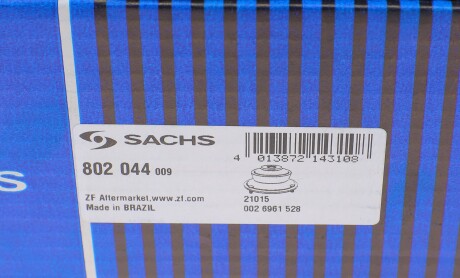 SACHS
802 044 009
4 013872 143108
ZF Aftermarket.www.zf.com
Made in BRAZIL
21015
002 6961 528
S